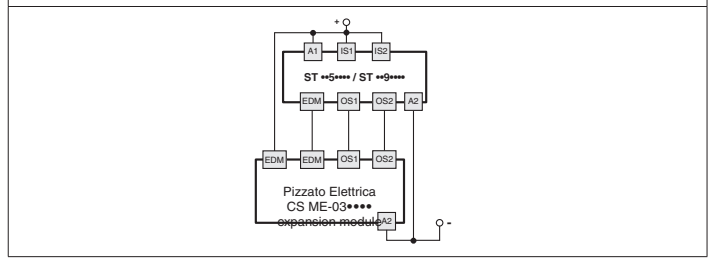 +
A1 IS1 IS2
ST ••5•••• / ST ••9••••
EDM OS1 OS2 A2
EDM EDM OS1 OS2
Pizzato Elettrica
CS ME-03••••
expansion module A2
-